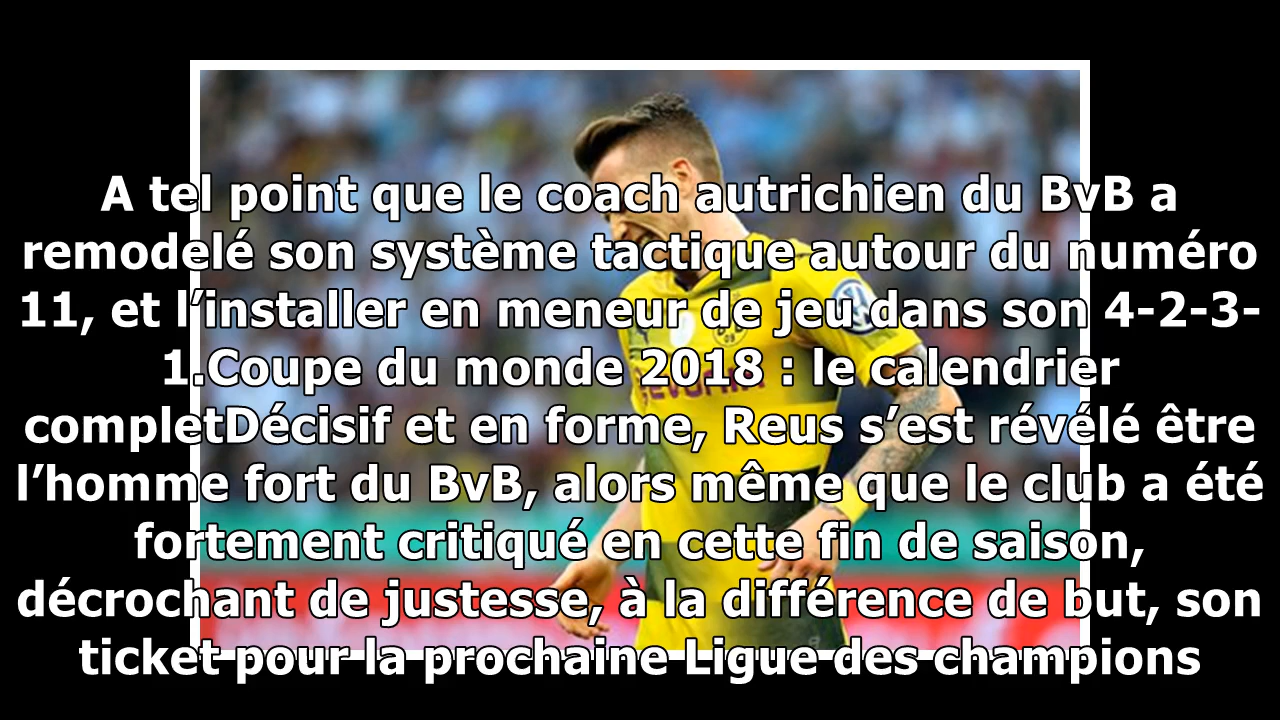 A tel point que le coach autrichien du BvB a
remodelé son système tactique autour du numéro
11, et l’installer en meneur de jeu dans son 4-2-3-
1.Coupe du monde 2018 : le calendrier
completDécisif et en forme, Reus s’est révélé être
l’homme fort du BvB, alors même que le club a été
fortement critiqué en cette fin de saison,
décrochant de justesse, à la différence de but, son
ticket pour la prochaine Ligue des champions